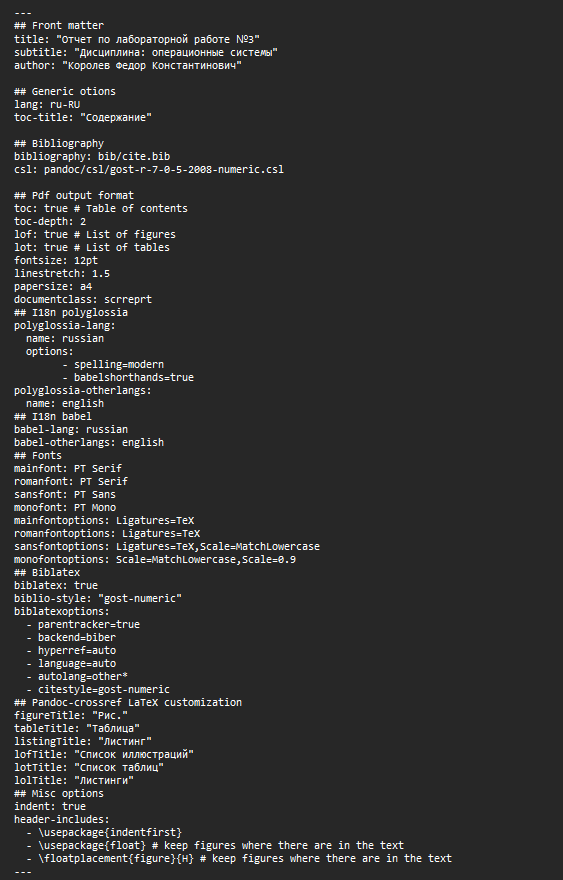 ---
## Front matter
title: "Отчет по лабораторной работе №3"
subtitle: "Дисциплина: операционные системы"
author: "Королев Федор Константинович"

## Generic otions
lang: ru-RU
toc-title: "Содержание"

## Bibliography
bibliography: bib/cite.bib
csl: pandoc/csl/gost-r-7-0-5-2008-numeric.csl

## Pdf output format
toc: true # Table of contents
toc-depth: 2
lof: true # List of figures
lot: true # List of tables
fontsize: 12pt
linestretch: 1.5
papersize: a4
documentclass: scrreprt
## I18n polyglossia
polyglossia-lang:
  name: russian
  options:
        - spelling=modern
        - babelshorthands=true
polyglossia-otherlangs:
  name: english
## I18n babel
babel-lang: russian
babel-otherlangs: english
## Fonts
mainfont: PT Serif
romanfont: PT Serif
sansfont: PT Sans
monofont: PT Mono
mainfontoptions: Ligatures=TeX
romanfontoptions: Ligatures=TeX
sansfontoptions: Ligatures=TeX,Scale=MatchLowercase
monofontoptions: Scale=MatchLowercase,Scale=0.9
## Biblatex
biblatex: true
biblio-style: "gost-numeric"
biblatexoptions:
  - parentracker=true
  - backend=biber
  - hyperref=auto
  - language=auto
  - autolang=other*
  - citestyle=gost-numeric
## Pandoc-crossref LaTeX customization
figureTitle: "Рис."
tableTitle: "Таблица"
listingTitle: "Листинг"
lofTitle: "Список иллюстраций"
lotTitle: "Список таблиц"
lolTitle: "Листинги"
## Misc options
indent: true
header-includes:
  - \usepackage{indentfirst}
  - \usepackage{float} # keep figures where there are in the text
  - \floatplacement{figure}{H} # keep figures where there are in the text
---